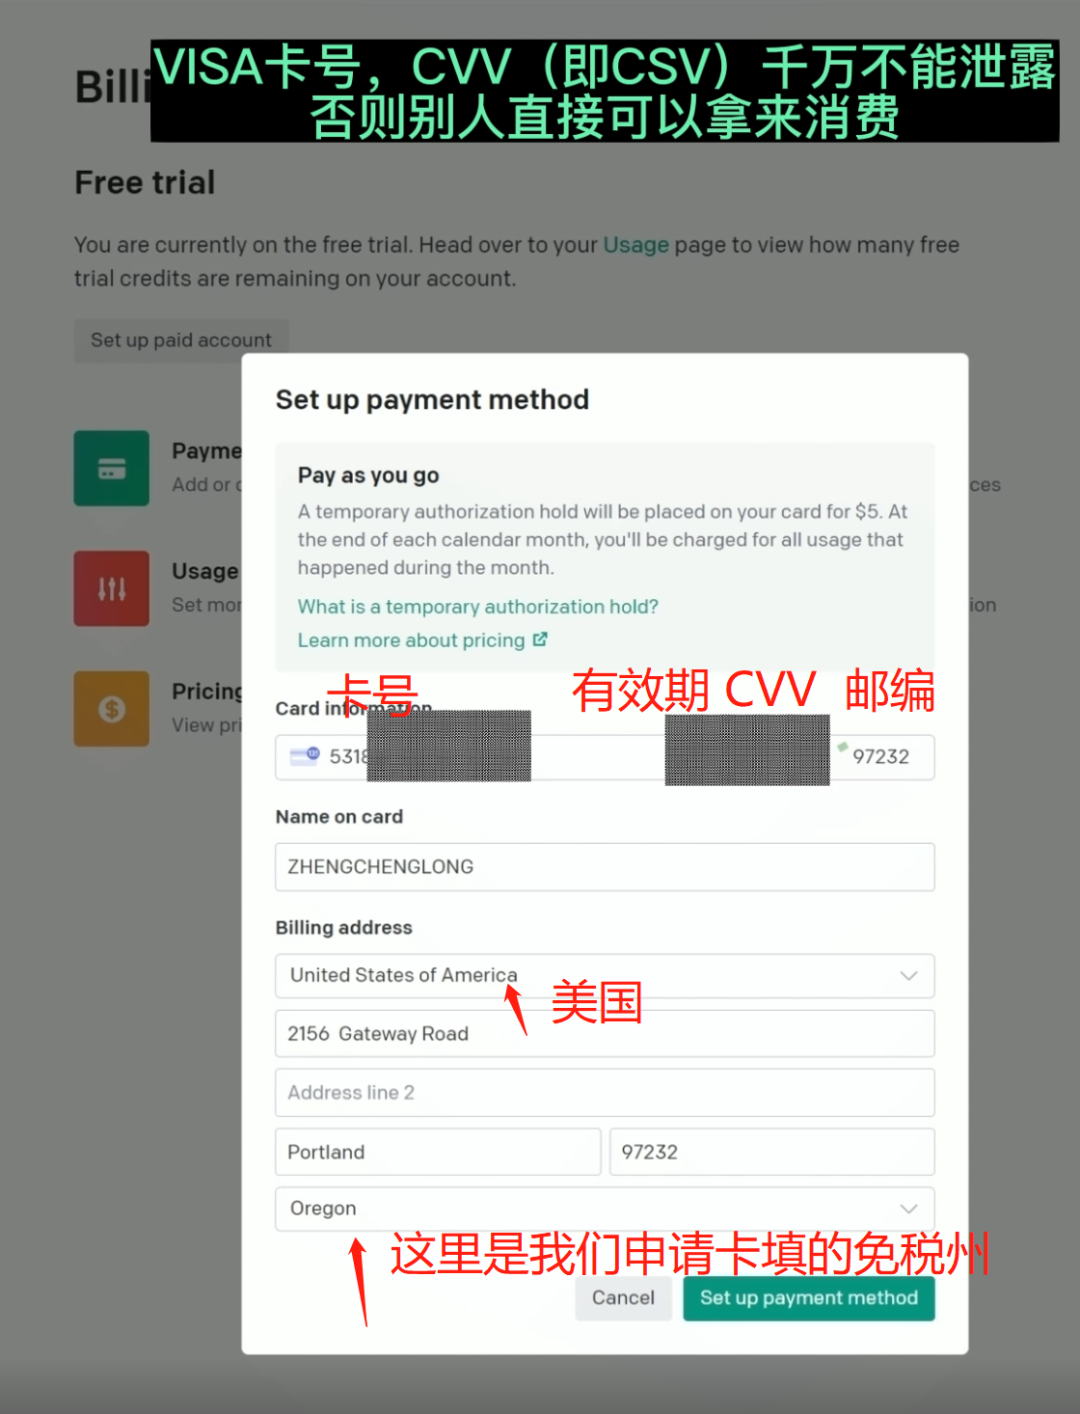 VISA卡号，CVV（即CSV）千万不能泄露
否则别人直接可以拿来消费
Billi
Free trial
You are currently on the free trial. Head over to your Usage page to view how many free
trial credits are remaining on your account.
Set up paid account
Set up payment method
Pay as you go
A temporary authorization hold will be placed on your card for $5. At
the end of each calendar month, you'll be charged for all usage that
happened during the month.
What is a temporary authorization hold?
Learn more about pricing
Payme
Add or c
ces
Usage
Set mor
ion
Pricing
View pri
卡号
有效期 CVV 邮编
Card information
5318
97232
Name on card
ZHENGCHENGLONG
Billing address
United States of America
美国
2156 Gateway Road
Address line 2
Portland
97232
Oregon
这里是我们申请卡填的免税州
Cancel
Set up payment method